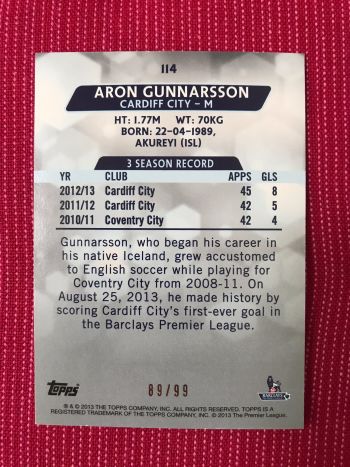 114
ARON GUNNARSSON
CARDIFF CITY – M
HT: 1.77M WT: 70KG
BORN: 22-04-1989,
AKUREYI (ISL)
3 SEASON RECORD
YR CLUB APPS GLS
2012/13 Cardiff City 45 8
2011/12 Cardiff City 42 5
2010/11 Coventry City 42 4
Gunnarsson, who began his career in
his native Iceland, grew accustomed
to English soccer while playing for
Coventry City from 2008-11. On
August 25, 2013, he made history by
scoring Cardiff City's first-ever goal in
the Barclays Premier League.
Topps
89/99
BARCLAYS
® & © 2013 THE TOPPS COMPANY, INC. ALL RIGHTS RESERVED. TOPPS IS A
REGISTERED TRADEMARK OF THE TOPPS COMPANY, INC. © 2013 The Premier League.